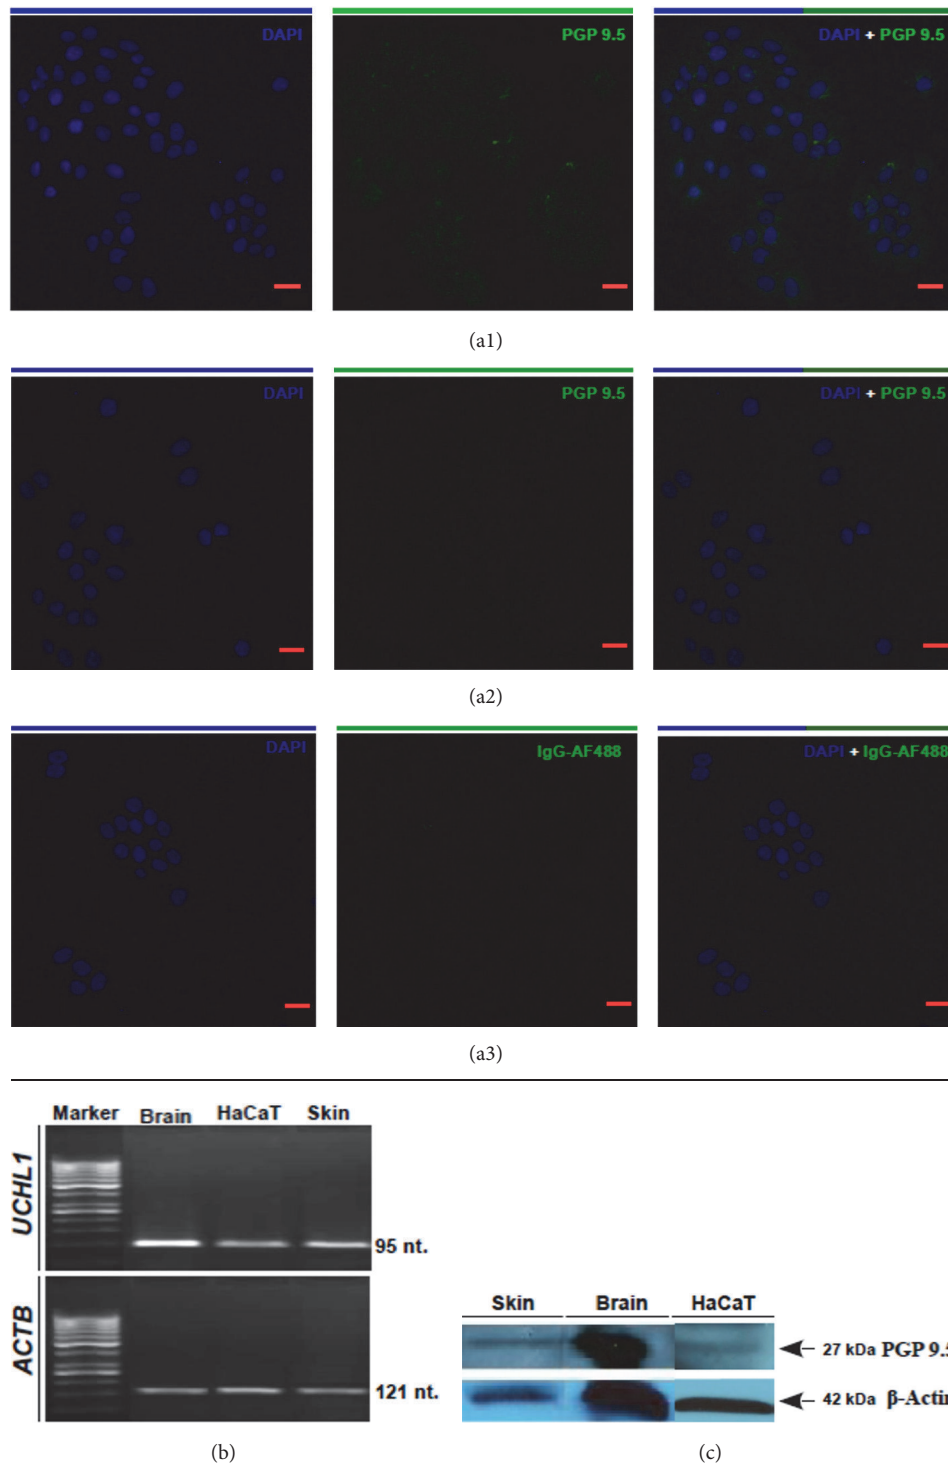 DAPI
PGP 9.5
DAPI + PGP 9.5
(a1)
DAPI
PGP 9.5
DAPI + PGP 9.5
(a2)
DAPI
IgG-AF488
DAPI + IgG-AF488
(a3)
Marker Brain HaCaT Skin
UCHL1
95 nt.
ACTB
121 nt.
(b)
Skin Brain HaCaT
27 kDa PGP 9.5
42 kDa β-Actin
(c)